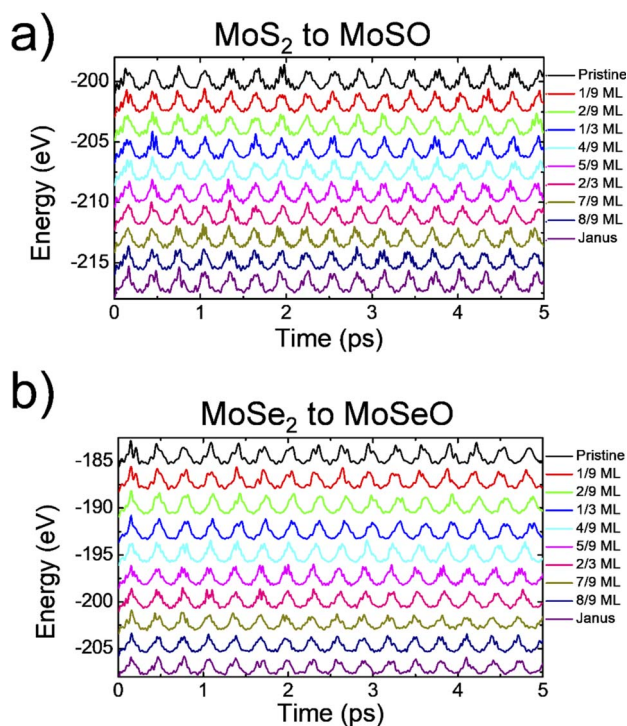 a)
MoS₂ to MoSO
Energy (eV)
-200
-205
-210
-215
0 1 2 3 4 5
Time (ps)
Pristine
1/9 ML
2/9 ML
1/3 ML
4/9 ML
5/9 ML
2/3 ML
7/9 ML
8/9 ML
Janus
b)
MoSe₂ to MoSeO
Energy (eV)
-185
-190
-195
-200
-205
0 1 2 3 4 5
Time (ps)
Pristine
1/9 ML
2/9 ML
1/3 ML
4/9 ML
5/9 ML
2/3 ML
7/9 ML
8/9 ML
Janus